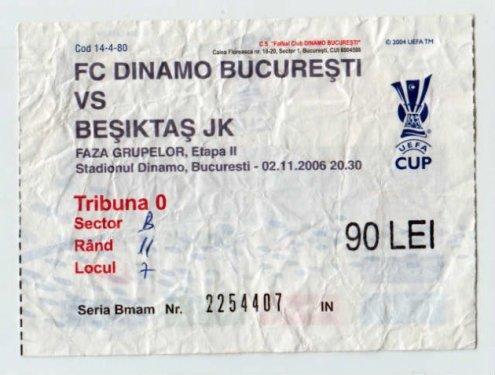 Cod 14-4-80
C.S. "Fotbal Club DINAMO BUCUREŞTI"
Calea Floreasca nr. 18-20, Sector 1, Bucuresti, CUI 8004568
© 2004 UEFA TM
FC DINAMO BUCUREŞTI
VS
BEŞIKTAŞ JK
FAZA GRUPELOR, Etapa II
Stadionul Dinamo, Bucuresti - 02.11.2006 20.30
UEFA
CUP
Tribuna 0
Sector B
Rând 11
Locul 7
90 LEI
Seria Bmam Nr. 2254407 IN